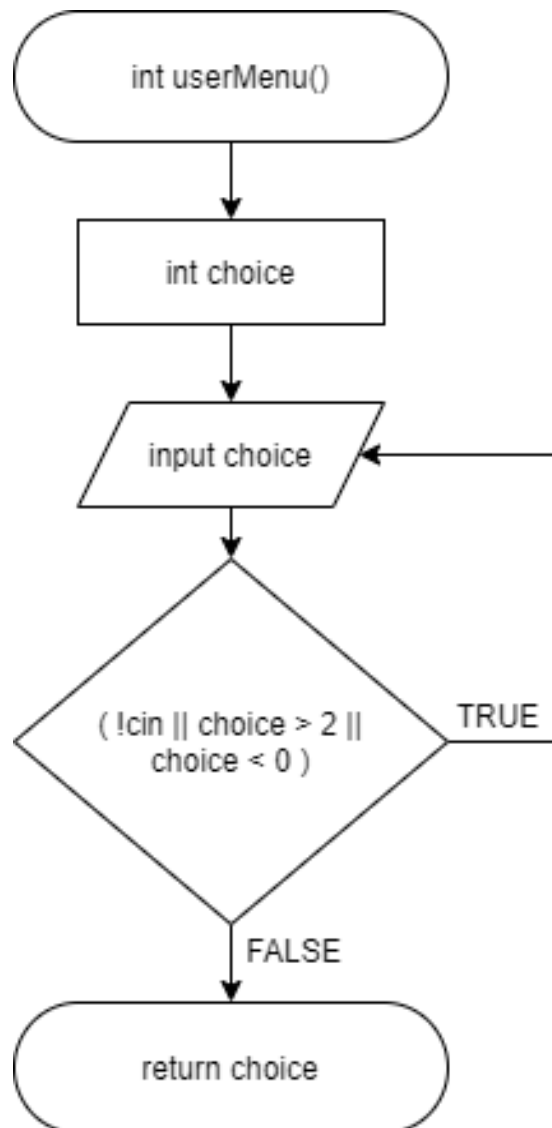 int userMenu()
int choice
input choice
( !cin || choice > 2 ||
choice < 0 )
TRUE
FALSE
return choice